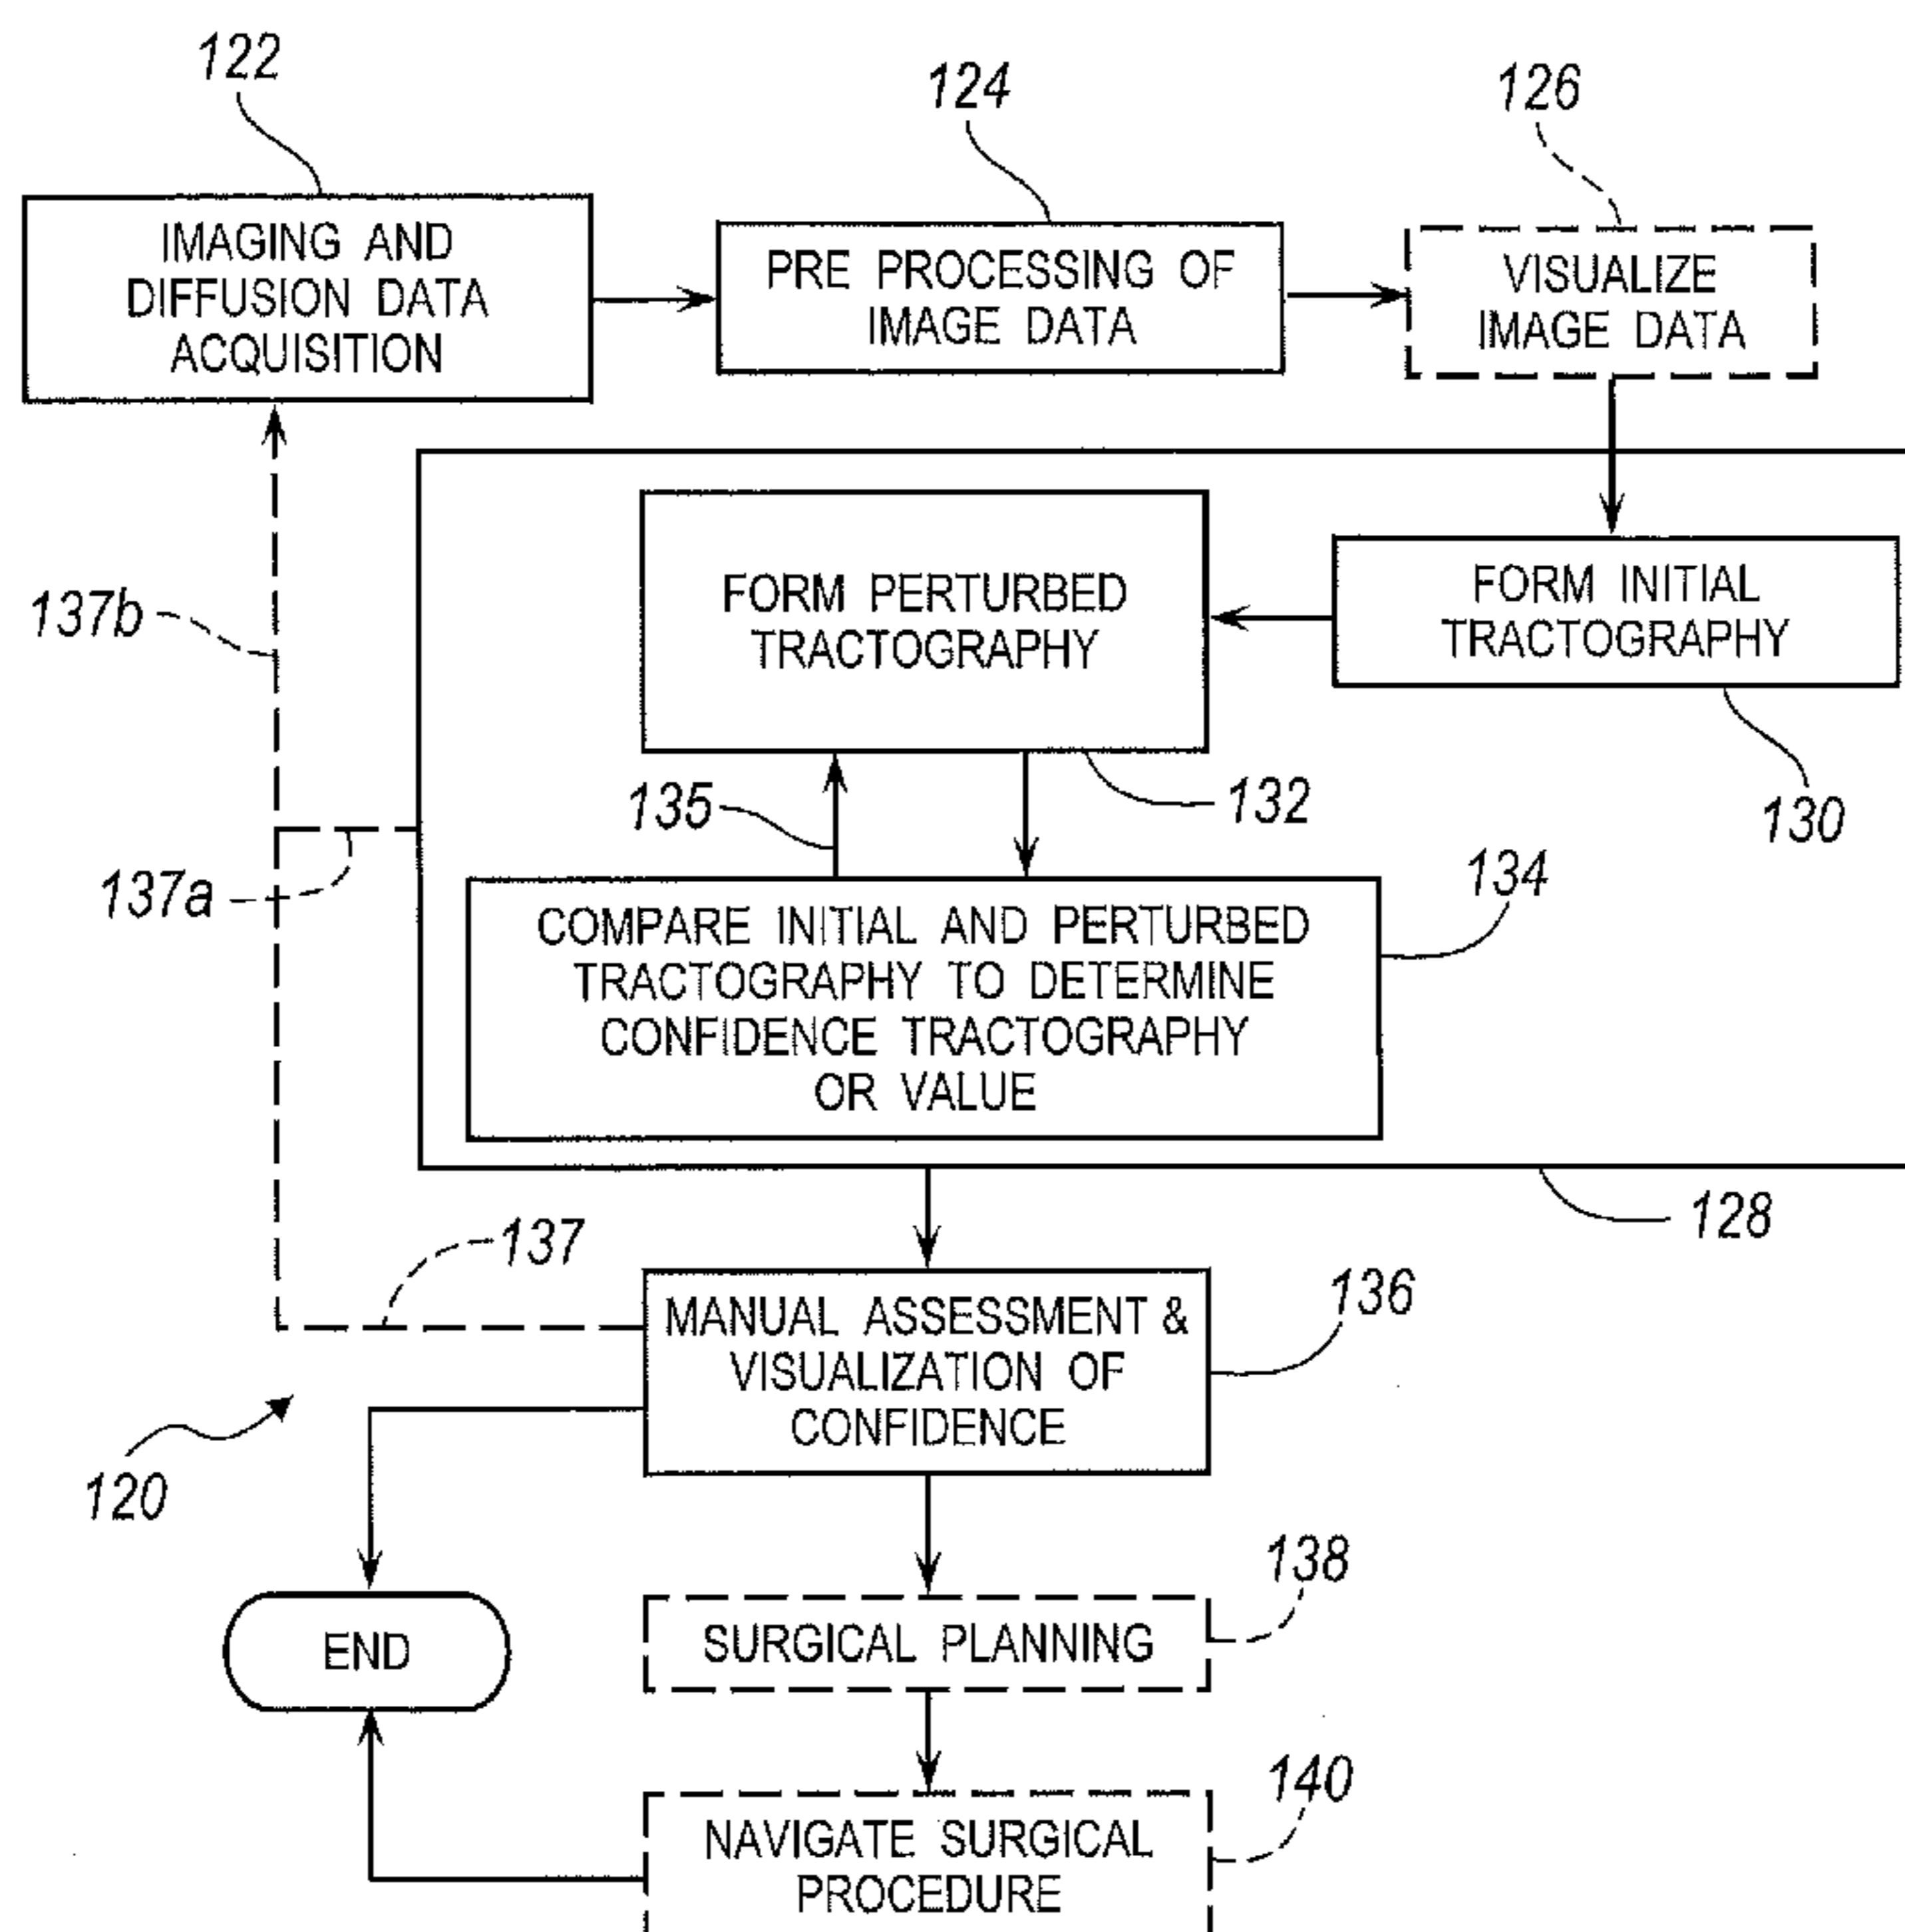 122
124
126
IMAGING AND
DIFFUSION DATA
ACQUISITION
PRE PROCESSING OF
IMAGE DATA
VISUALIZE
IMAGE DATA
FORM PERTURBED
TRACTOGRAPHY
FORM INITIAL
TRACTOGRAPHY
137b
135
132
130
137a
134
COMPARE INITIAL AND PERTURBED
TRACTOGRAPHY TO DETERMINE
CONFIDENCE TRACTOGRAPHY
OR VALUE
128
137
136
MANUAL ASSESSMENT &
VISUALIZATION OF
CONFIDENCE
120
138
SURGICAL PLANNING
END
140
NAVIGATE SURGICAL
PROCEDURE